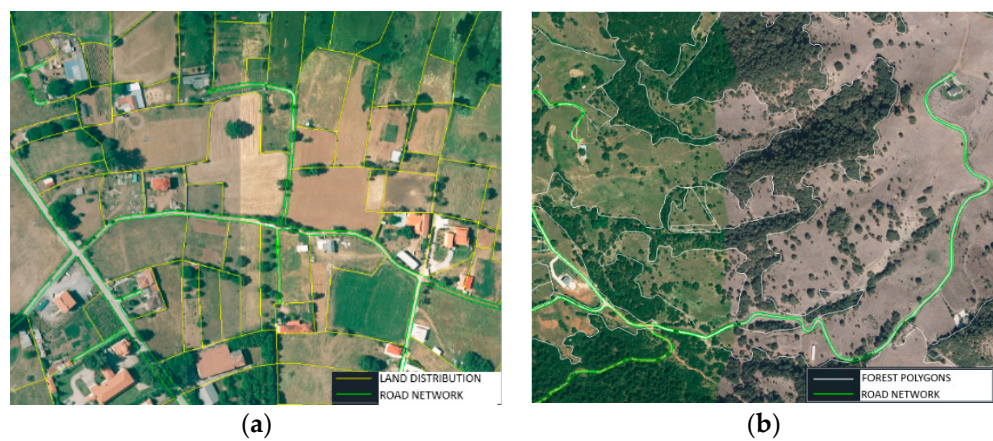 LAND DISTRIBUTION
ROAD NETWORK
FOREST POLYGONS
ROAD NETWORK
(a)
(b)